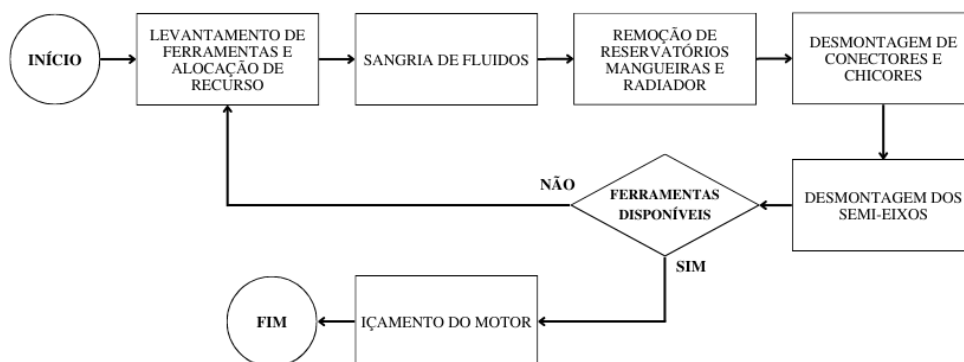 INÍCIO
LEVANTAMENTO DE
FERRAMENTAS E
ALOCAÇÃO DE
RECURSO
SANGRIA DE FLUIDOS
REMOÇÃO DE
RESERVATÓRIOS
MANGUEIRAS E
RADIADOR
DESMONTAGEM DE
CONECTORES E
CHICORES
DESMONTAGEM DOS
SEMI-EIXOS
FERRAMENTAS
DISPONÍVEIS
NÃO
SIM
IÇAMENTO DO MOTOR
FIM